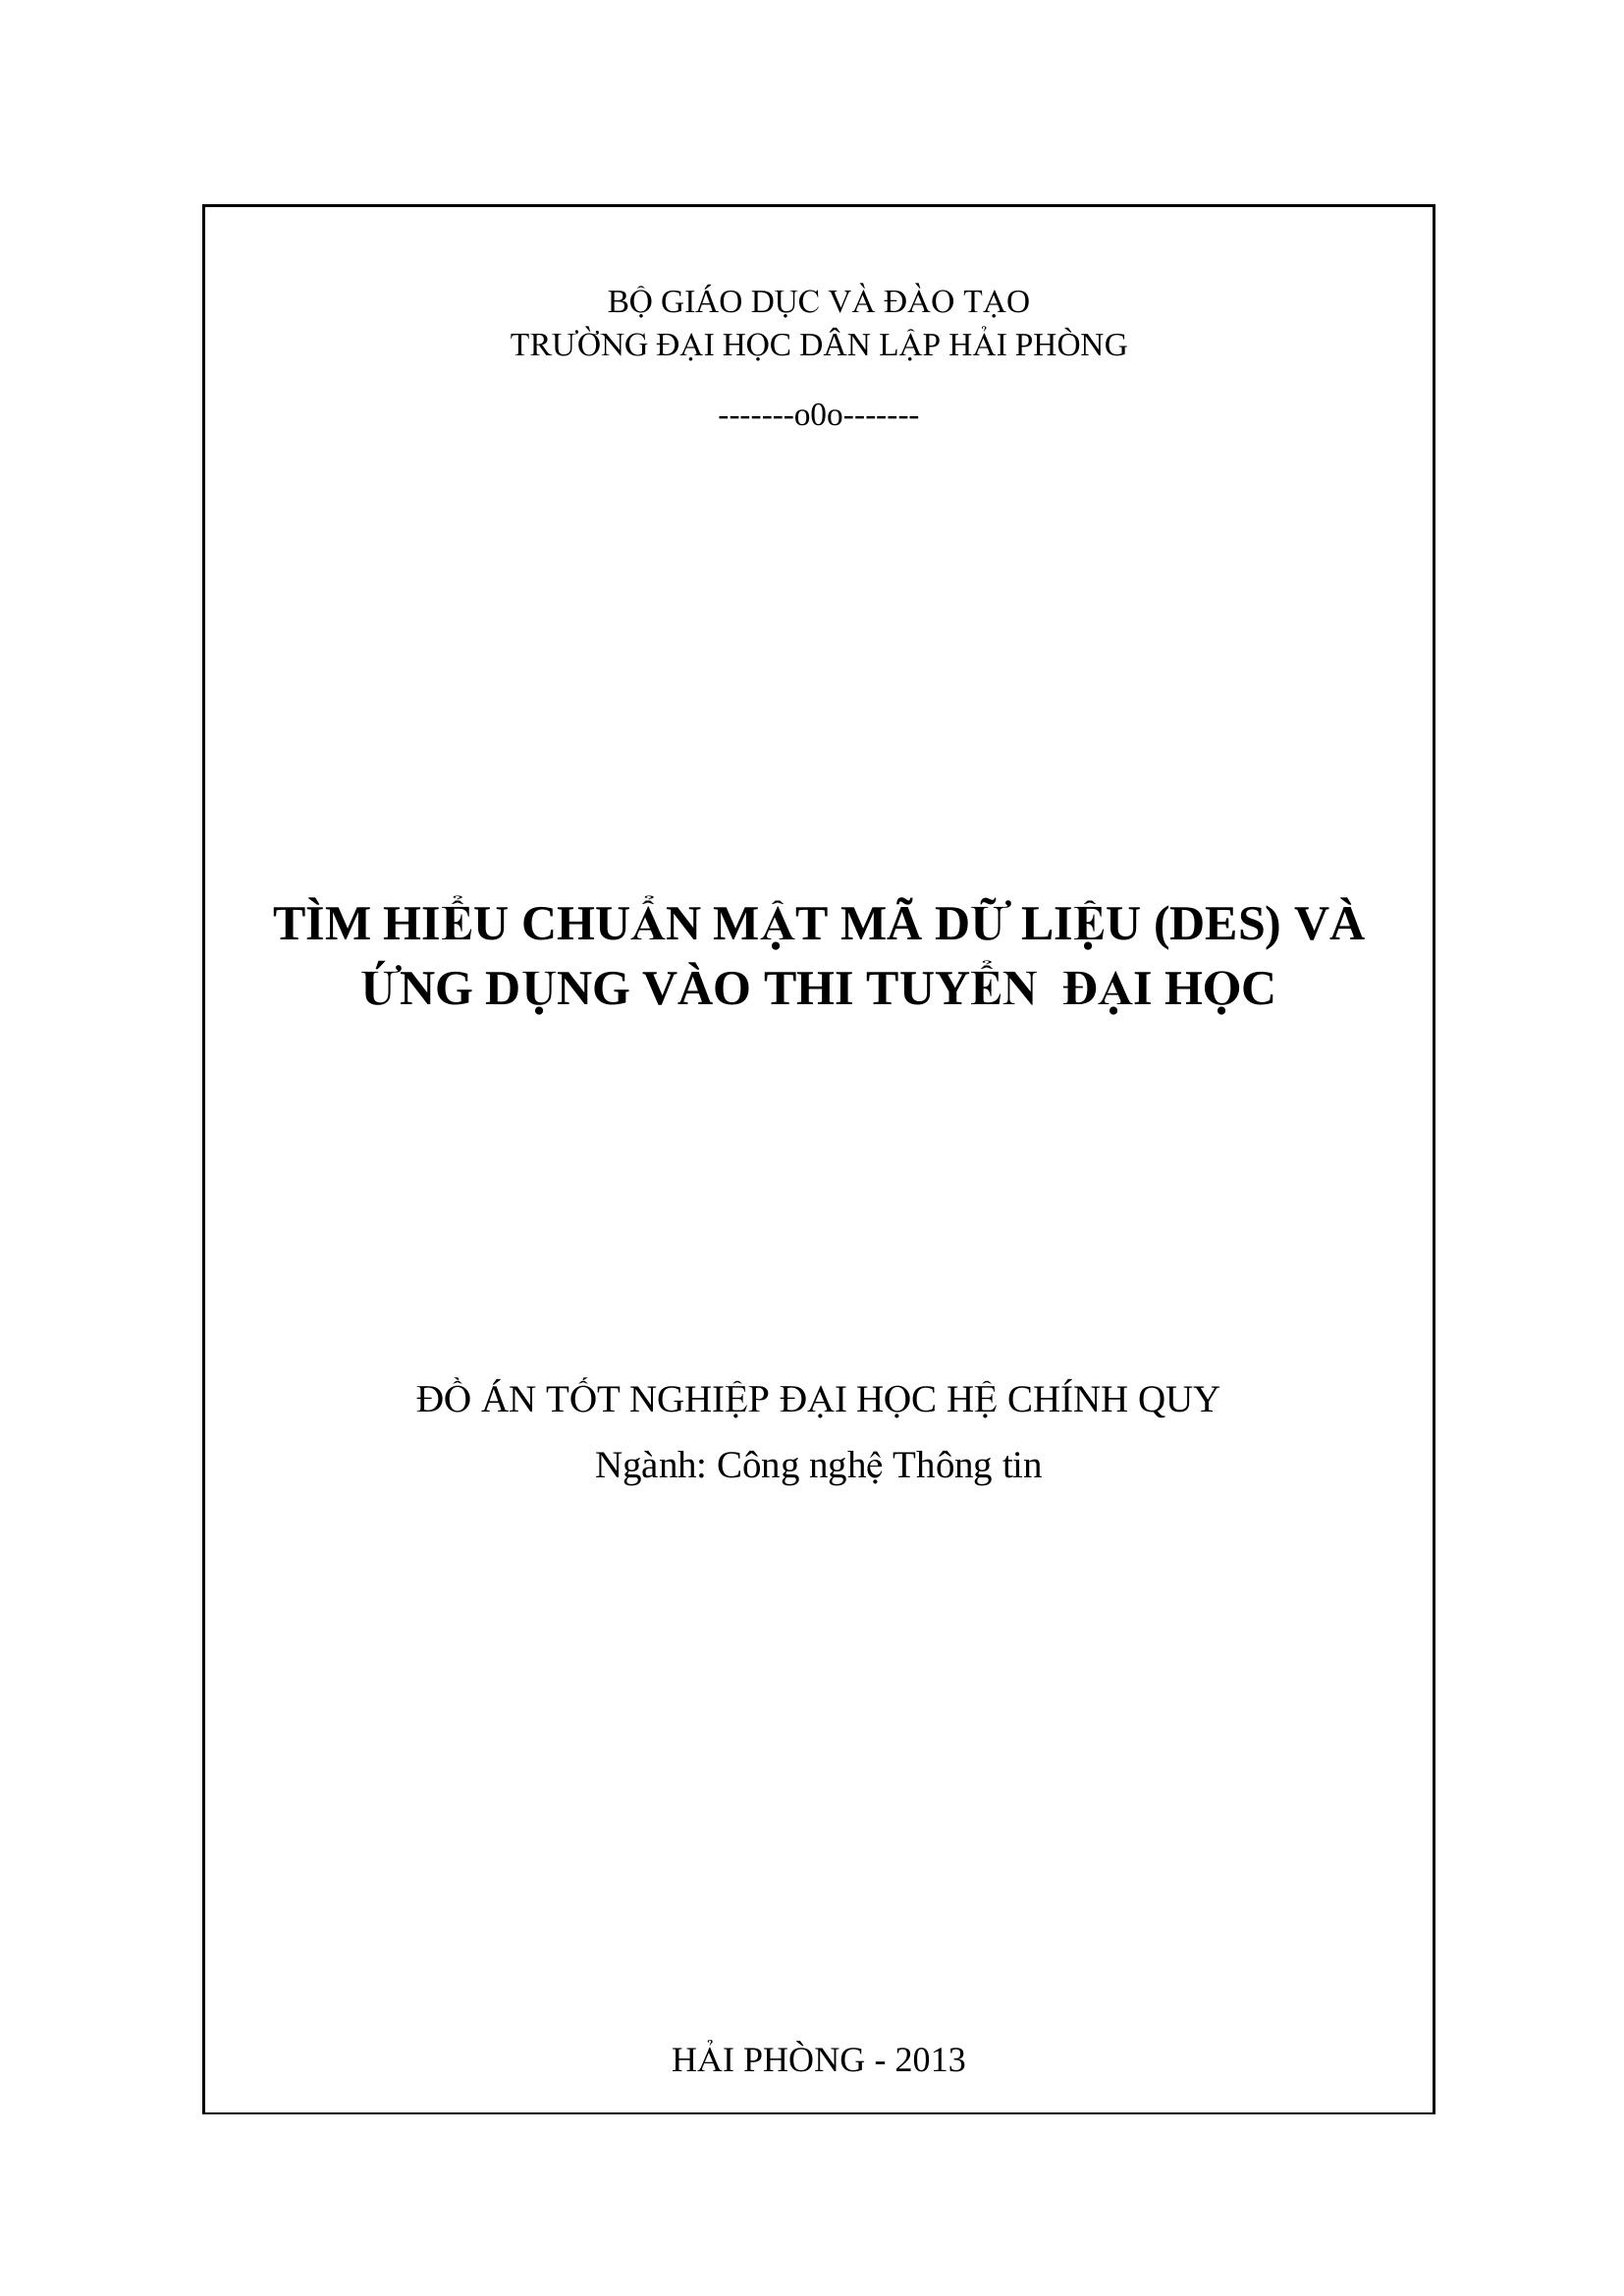 BỘ GIÁO DỤC VÀ ĐÀO TẠO
TRƯỜNG ĐẠI HỌC DÂN LẬP HẢI PHÒNG
-------o0o-------
TÌM HIỂU CHUẨN MẬT MÃ DỮ LIỆU (DES) VÀ
ỨNG DỤNG VÀO THI TUYỂN ĐẠI HỌC
ĐỒ ÁN TỐT NGHIỆP ĐẠI HỌC HỆ CHÍNH QUY
Ngành: Công nghệ Thông tin
HẢI PHÒNG - 2013